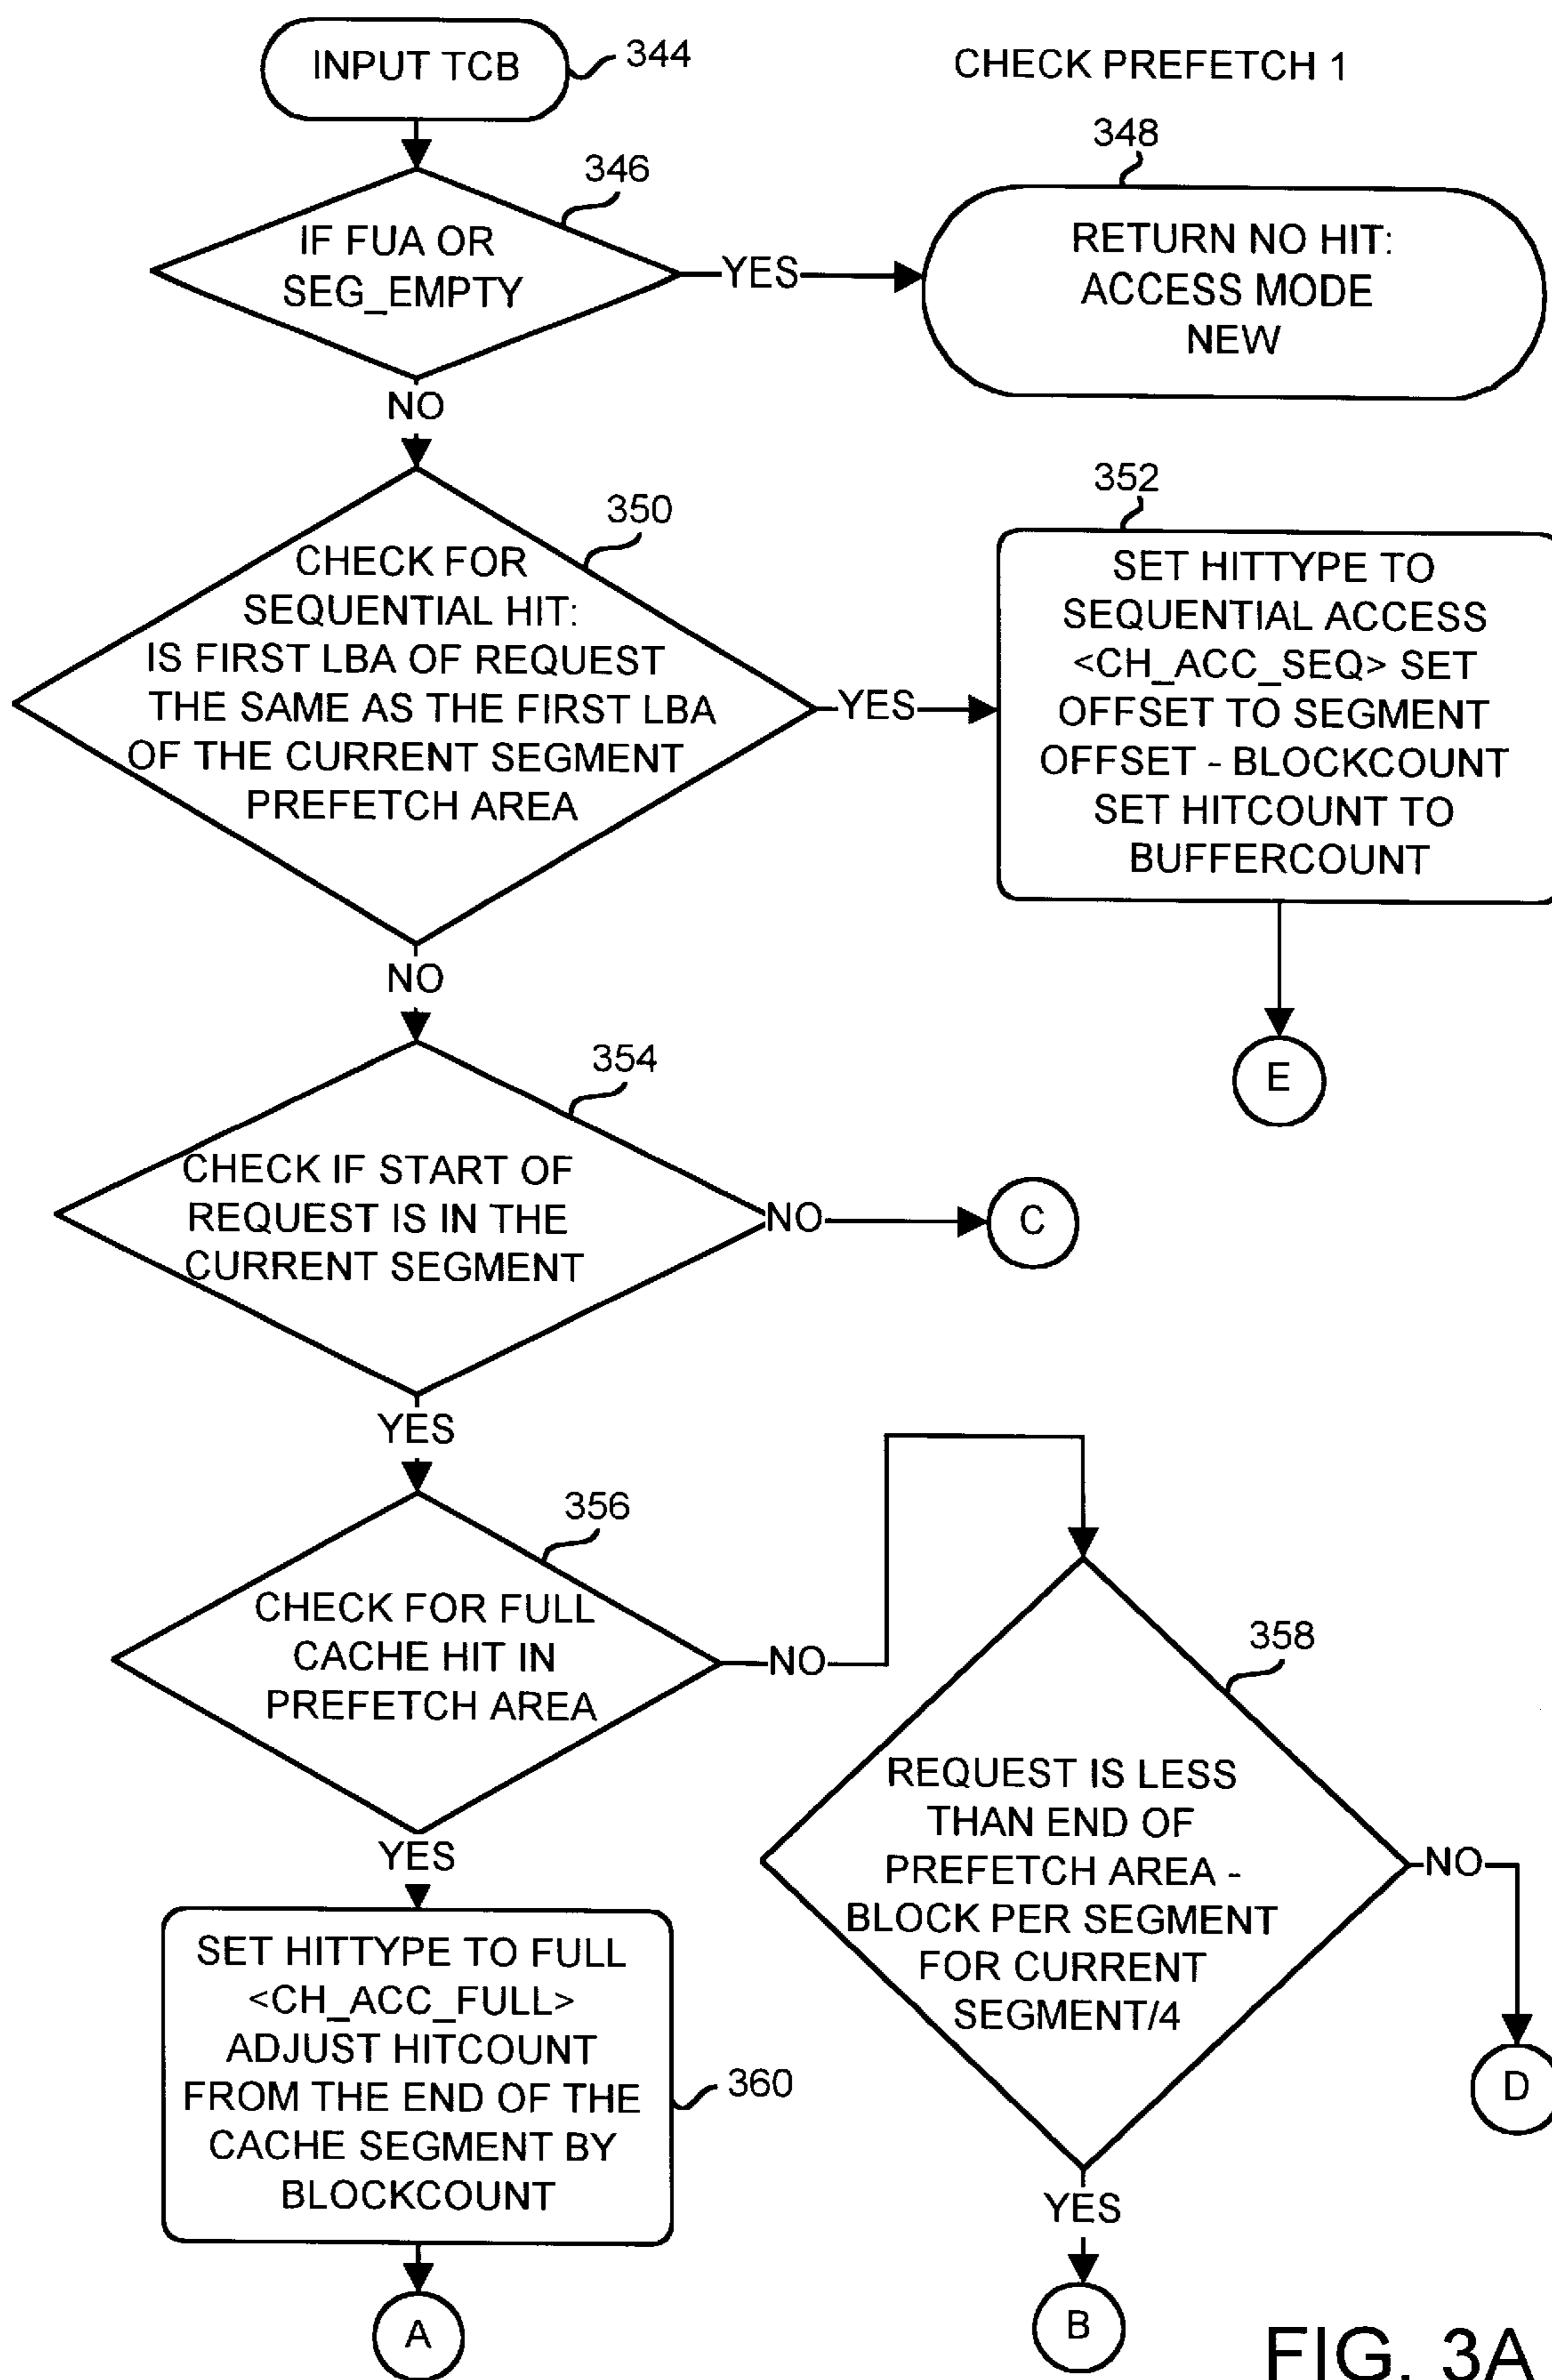 INPUT TCB
344
CHECK PREFETCH 1
346
IF FUA OR
SEG_EMPTY
YES
348
RETURN NO HIT:
ACCESS MODE
NEW
NO
350
CHECK FOR
SEQUENTIAL HIT:
IS FIRST LBA OF REQUEST
THE SAME AS THE FIRST LBA
OF THE CURRENT SEGMENT
PREFETCH AREA
YES
352
SET HITTYPE TO
SEQUENTIAL ACCESS
<CH_ACC_SEQ> SET
OFFSET TO SEGMENT
OFFSET - BLOCKCOUNT
SET HITCOUNT TO
BUFFERCOUNT
E
NO
354
CHECK IF START OF
REQUEST IS IN THE
CURRENT SEGMENT
NO
C
YES
356
CHECK FOR FULL
CACHE HIT IN
PREFETCH AREA
NO
358
REQUEST IS LESS
THAN END OF
PREFETCH AREA -
BLOCK PER SEGMENT
FOR CURRENT
SEGMENT/4
NO
D
YES
B
YES
SET HITTYPE TO FULL
<CH_ACC_FULL>
ADJUST HITCOUNT
FROM THE END OF THE
CACHE SEGMENT BY
BLOCKCOUNT
360
A
FIG. 3A